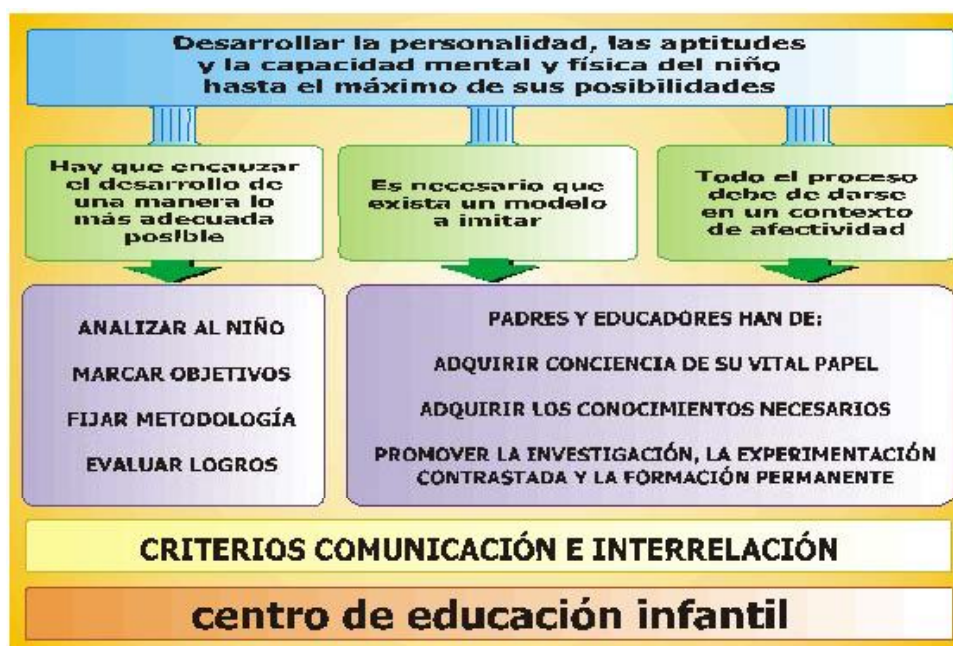 Desarrollar la personalidad, las aptitudes
y la capacidad mental y física del niño
hasta el máximo de sus posibilidades
Hay que encauzar
el desarrollo de
una manera lo
más adecuada
posible
Es necesario que
exista un modelo
a imitar
Todo el proceso
debe de darse
en un contexto
de afectividad
ANALIZAR AL NIÑO
MARCAR OBJETIVOS
FIJAR METODOLOGÍA
EVALUAR LOGROS
PADRES Y EDUCADORES HAN DE:
ADQUIRIR CONCIENCIA DE SU VITAL PAPEL
ADQUIRIR LOS CONOCIMIENTOS NECESARIOS
PROMOVER LA INVESTIGACIÓN, LA EXPERIMENTACIÓN
CONTRASTADA Y LA FORMACIÓN PERMANENTE
CRITERIOS COMUNICACIÓN E INTERRELACIÓN
centro de educación infantil